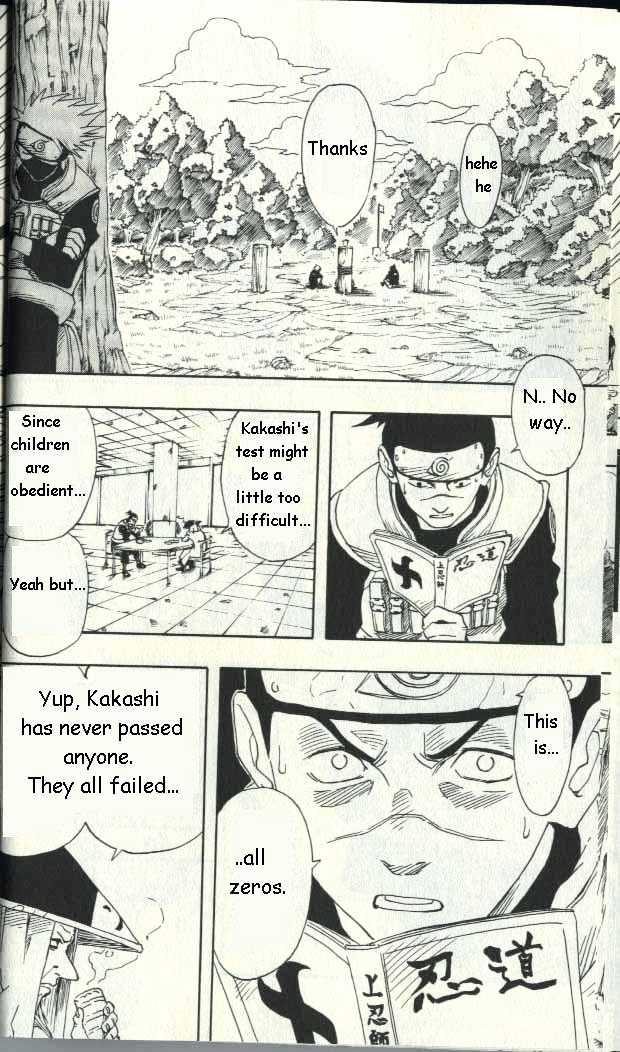 hehe
he
Thanks
N.. No
way..
忍道
上忍師
Kakashi's
test might
be a
little too
difficult...
Since
children
are
obedient...
Yeah but...
This
is...
..all
zeros.
忍道
上忍師
Yup, Kakashi
has never passed
anyone.
They all failed...